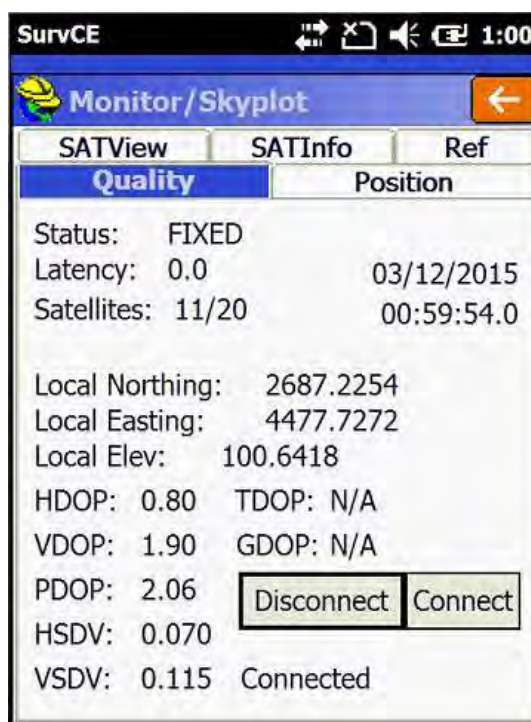 SurvCE 1:00
Monitor/Skyplot
SATView SATInfo Ref
Quality Position
Status: FIXED
Latency: 0.0 03/12/2015
Satellites: 11/20 00:59:54.0
Local Northing: 2687.2254
Local Easting: 4477.7272
Local Elev: 100.6418
HDOP: 0.80 TDOP: N/A
VDOP: 1.90 GDOP: N/A
PDOP: 2.06 Disconnect Connect
HSDV: 0.070
VSDV: 0.115 Connected